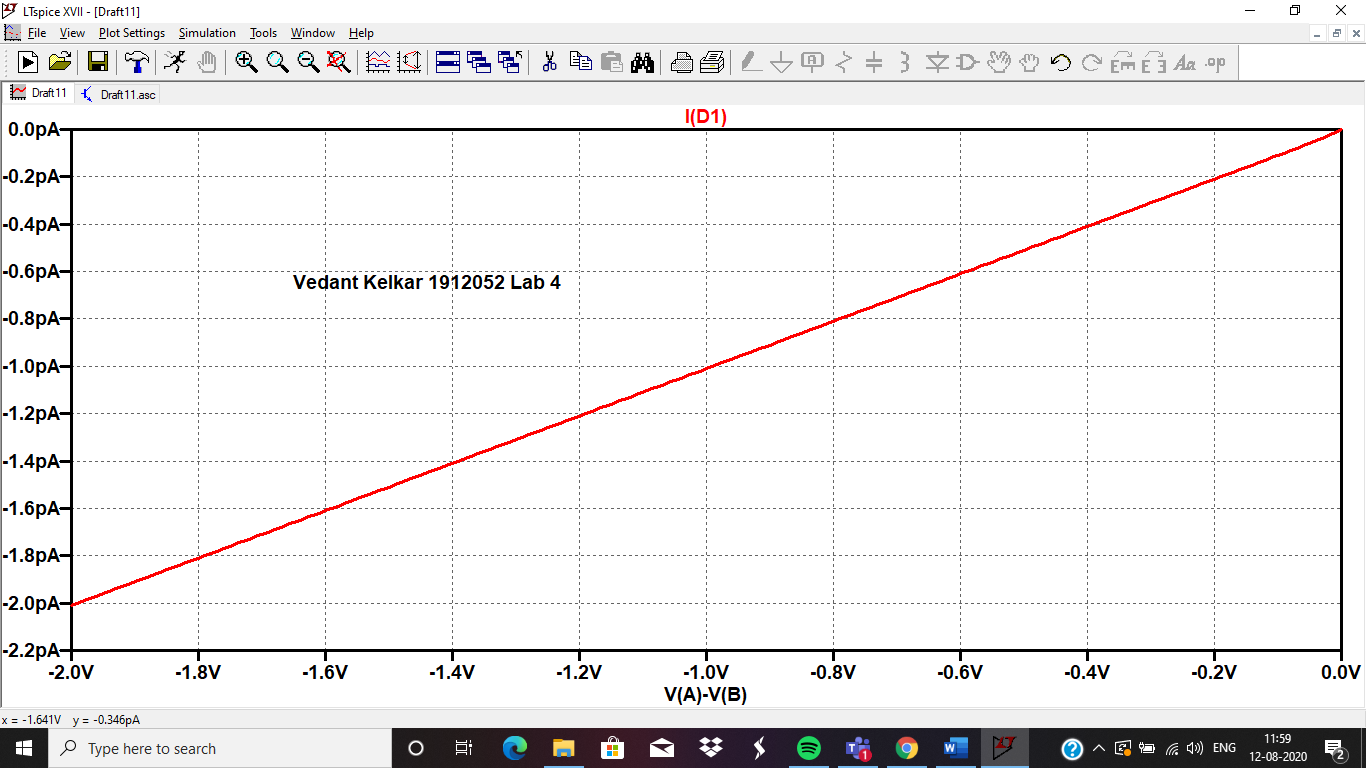 LTspice XVII - [Draft11]
File View Plot Settings Simulation Tools Window Help
Draft11 Draft11.asc
I(D1)
0.0pA
-0.2pA
-0.4pA
-0.6pA
Vedant Kelkar 1912052 Lab 4
-0.8pA
-1.0pA
-1.2pA
-1.4pA
-1.6pA
-1.8pA
-2.0pA
-2.2pA
-2.0V -1.8V -1.6V -1.4V -1.2V -1.0V -0.8V -0.6V -0.4V -0.2V 0.0V
V(A)-V(B)
x = -1.641V y = -0.346pA
Type here to search
1
ENG
11:59
12-08-2020
2